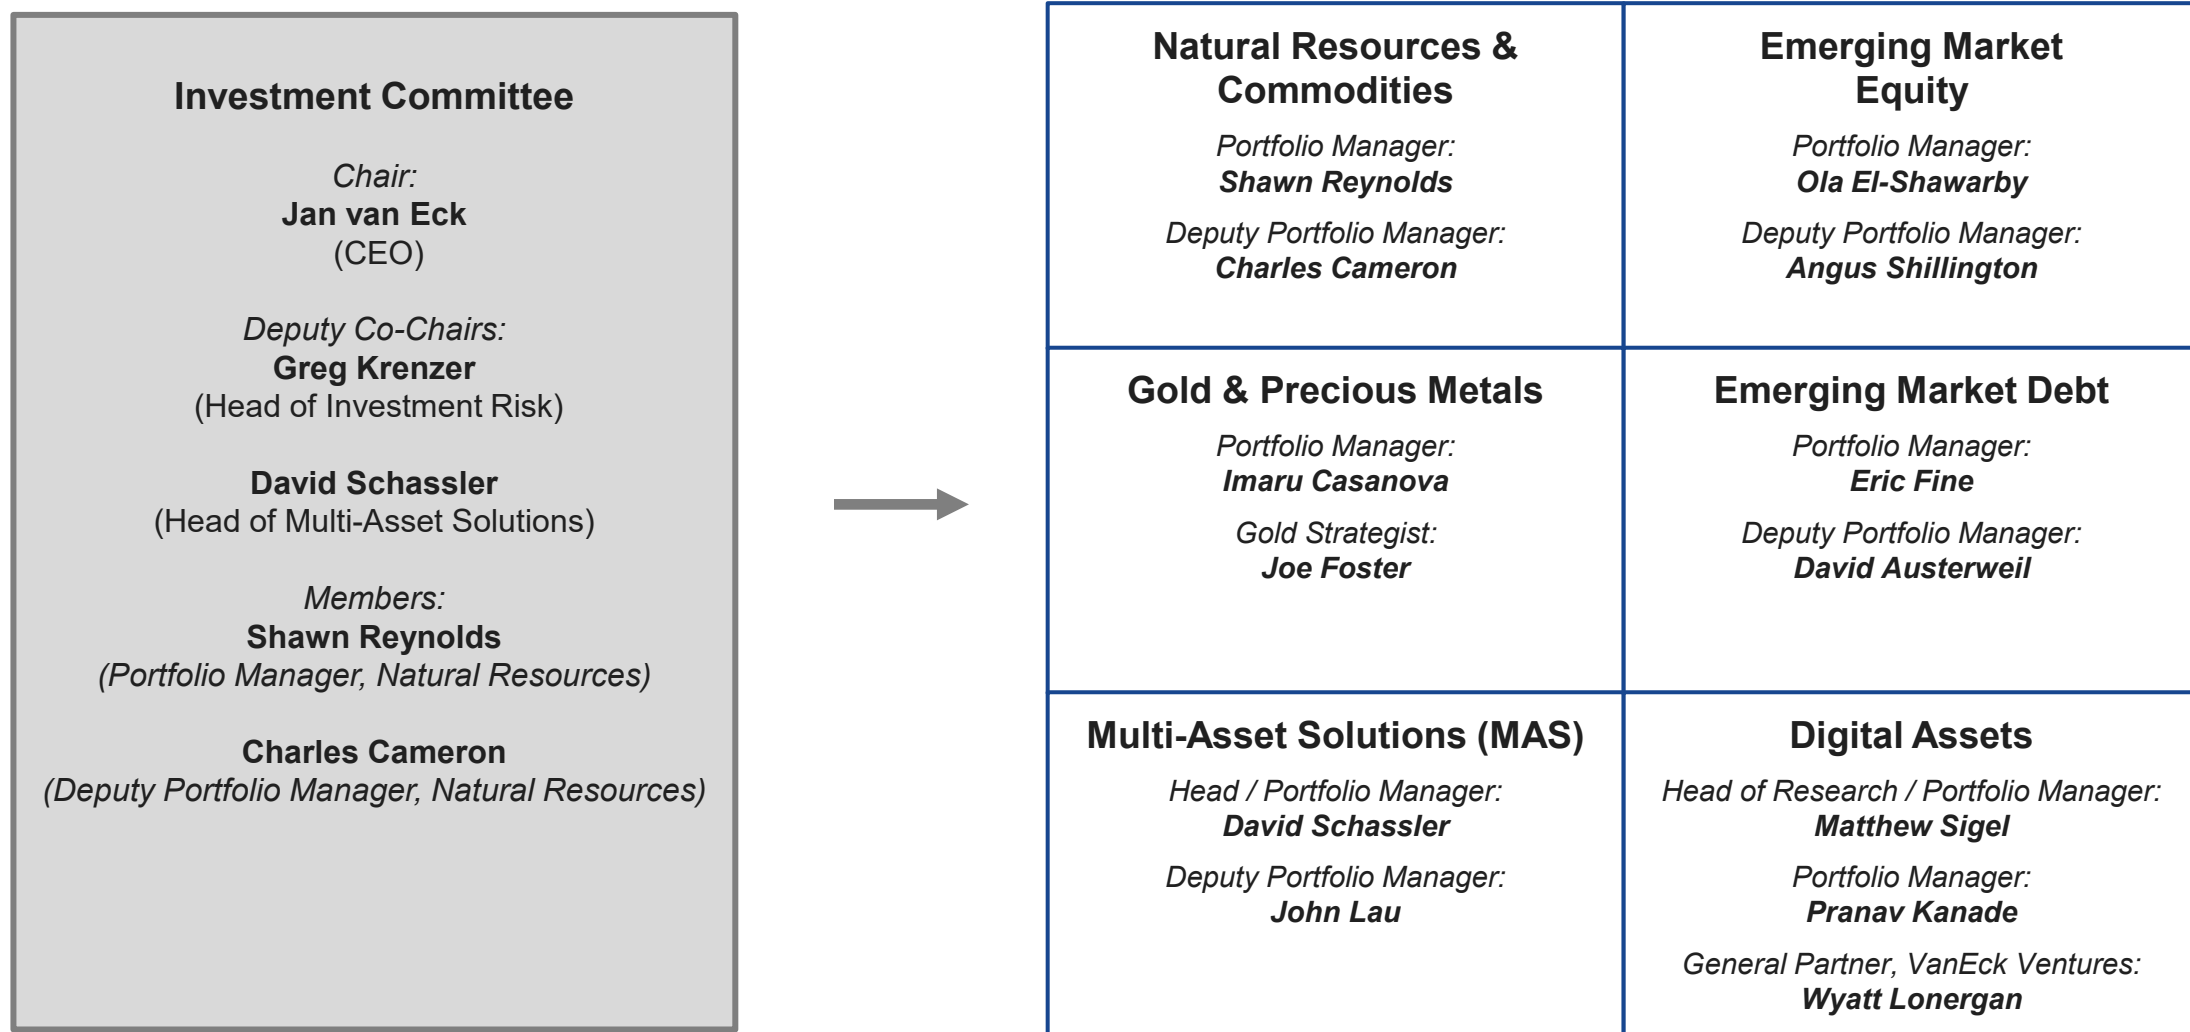 Investment Committee
Chair:
Jan van Eck
(CEO)
Deputy Co-Chairs:
Greg Krenzer
(Head of Investment Risk)
David Schassler
(Head of Multi-Asset Solutions)
Members:
Shawn Reynolds
(Portfolio Manager, Natural Resources)
Charles Cameron
(Deputy Portfolio Manager, Natural Resources)
Natural Resources &
Commodities
Portfolio Manager:
Shawn Reynolds
Deputy Portfolio Manager:
Charles Cameron
Emerging Market
Equity
Portfolio Manager:
Ola El-Shawarby
Deputy Portfolio Manager:
Angus Shillington
Gold & Precious Metals
Portfolio Manager:
Imaru Casanova
Gold Strategist:
Joe Foster
Emerging Market Debt
Portfolio Manager:
Eric Fine
Deputy Portfolio Manager:
David Austerweil
Multi-Asset Solutions (MAS)
Head / Portfolio Manager:
David Schassler
Deputy Portfolio Manager:
John Lau
Digital Assets
Head of Research / Portfolio Manager:
Matthew Sigel
Portfolio Manager:
Pranav Kanade
General Partner, VanEck Ventures:
Wyatt Lonergan